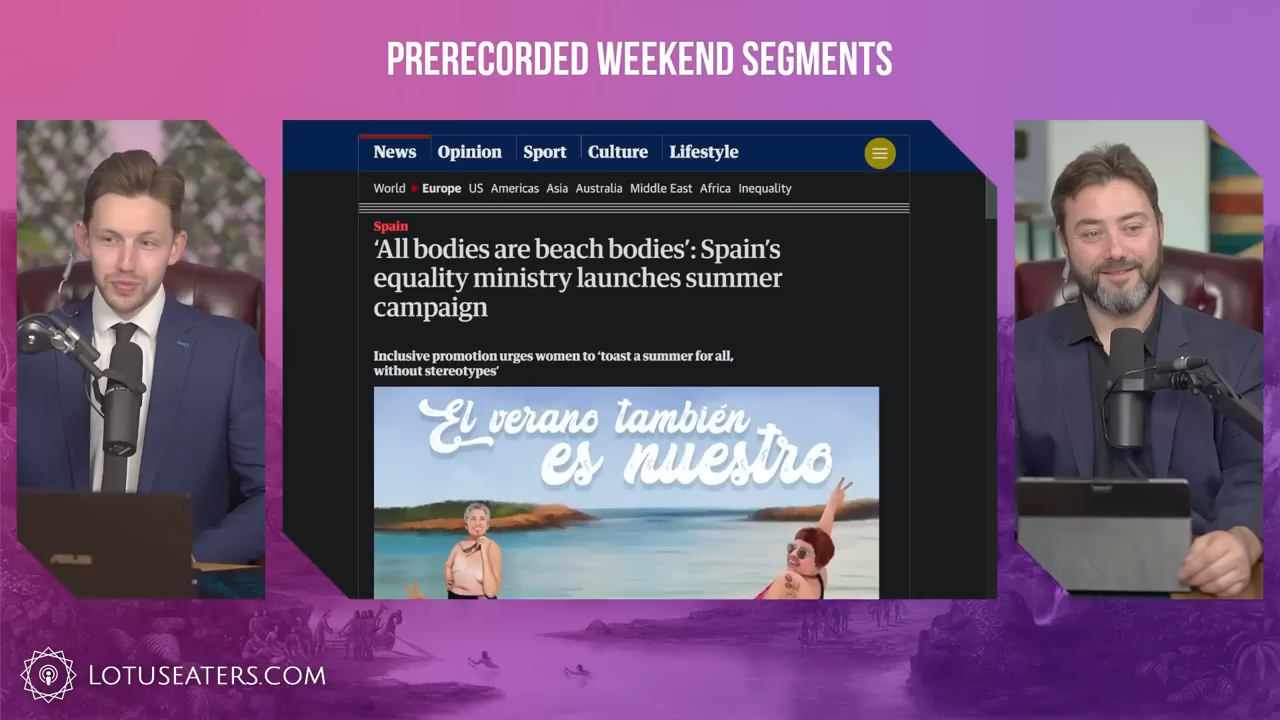 PRERECORDED WEEKEND SEGMENTS
News Opinion Sport Culture Lifestyle
World Europe US Americas Asia Australia Middle East Africa Inequality
Spain
‘All bodies are beach bodies’: Spain’s
equality ministry launches summer
campaign
Inclusive promotion urges women to ‘toast a summer for all,
without stereotypes’
El verano también
es nuestro
ASUS
LOTUSEATERS.COM